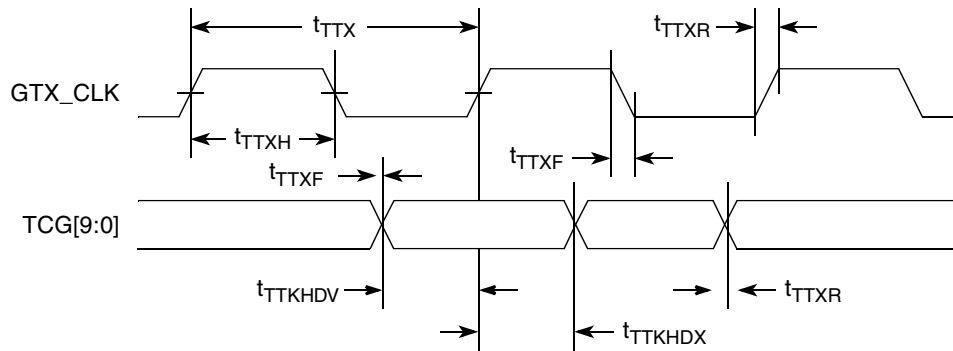 tTTX
tTTXR
GTX_CLK
tTTXH
tTTXF
tTTXF
TCG[9:0]
tTTKHDV
tTTXR
tTTKHDX